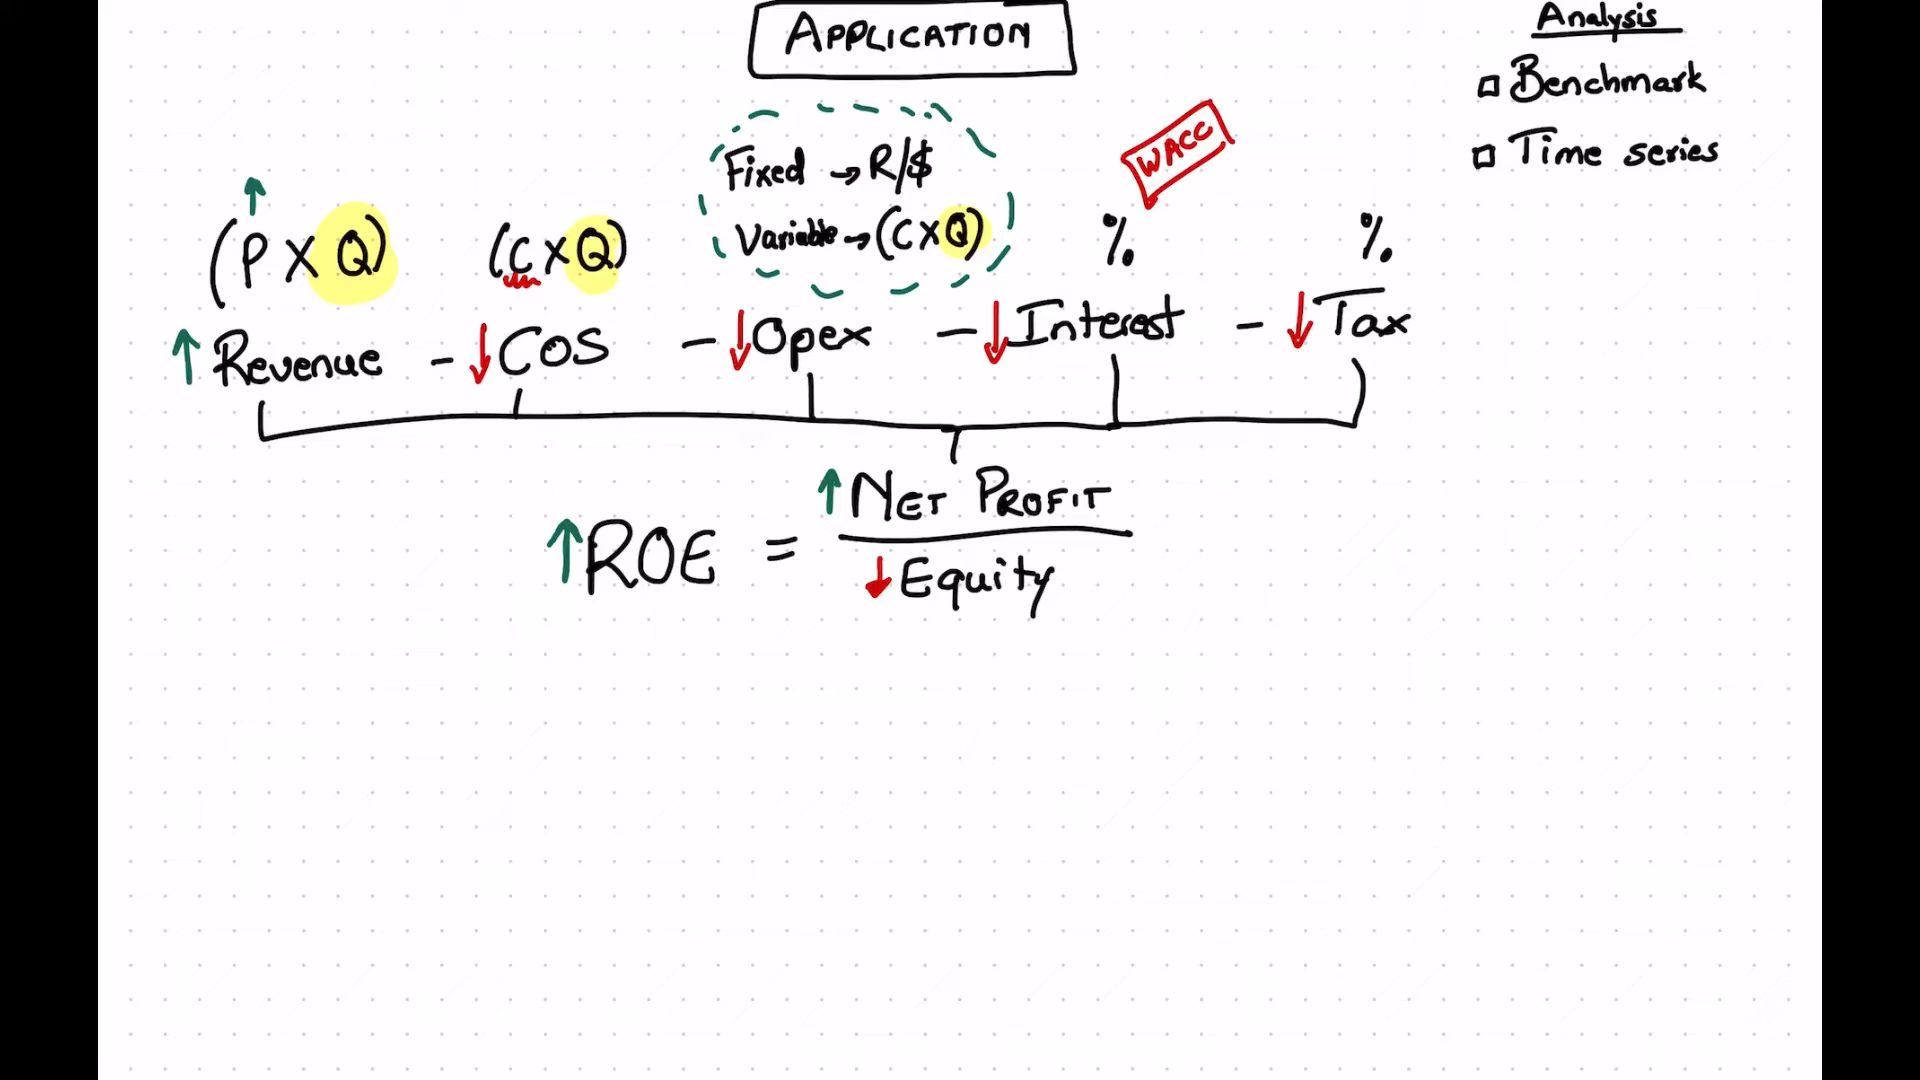 APPLICATION
Analysis
Benchmark
Time series
WACC
Fixed → R/$
Variable → (C X Q)
(P X Q)
(C X Q)
%
%
↑ Revenue - ↓ COS - ↓ Opex - ↓ Interest - ↓ Tax
↑ NET PROFIT
↑ ROE =
↓ Equity